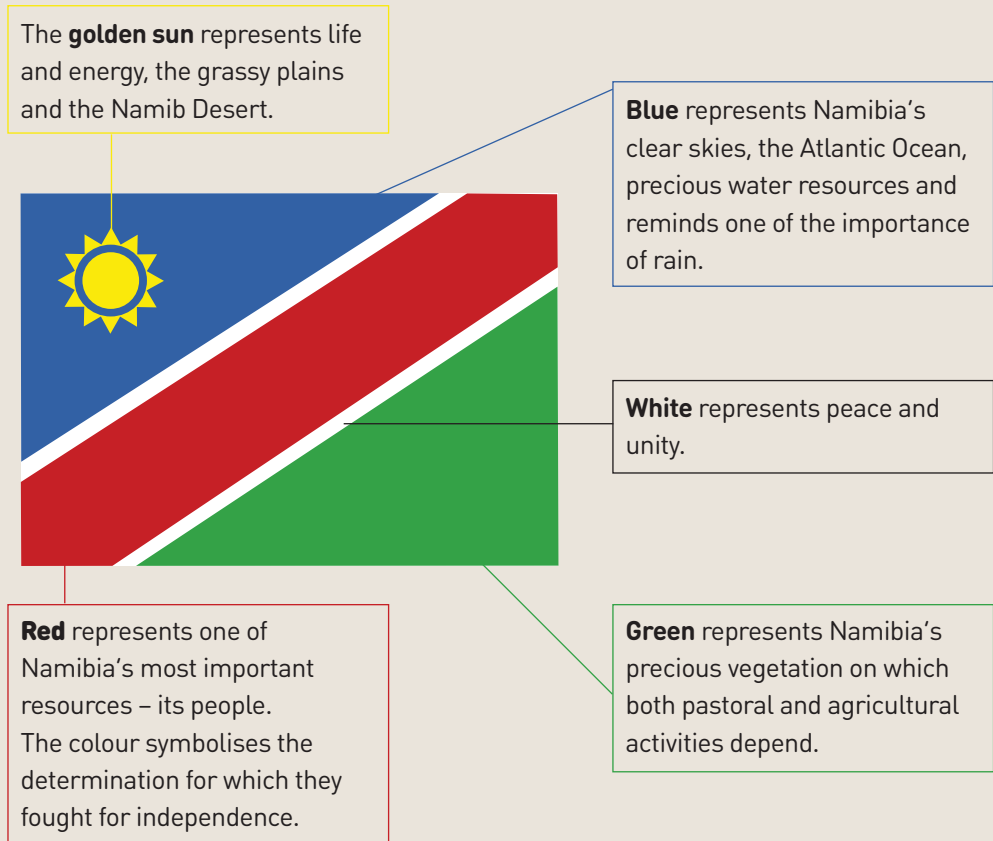 The golden sun represents life
and energy, the grassy plains
and the Namib Desert.
Blue represents Namibia's
clear skies, the Atlantic Ocean,
precious water resources and
reminds one of the importance
of rain.
White represents peace and
unity.
Red represents one of
Namibia's most important
resources – its people.
The colour symbolises the
determination for which they
fought for independence.
Green represents Namibia's
precious vegetation on which
both pastoral and agricultural
activities depend.